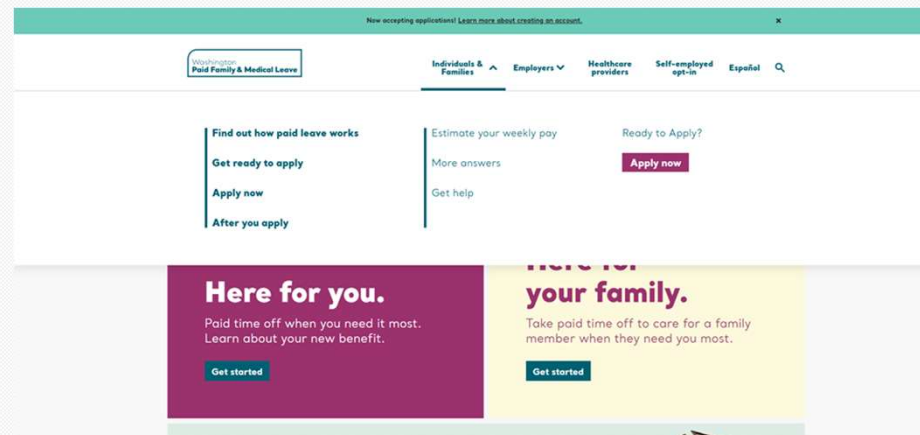 Now accepting applications! Learn more about creating an account.
×
Washington
Paid Family & Medical Leave
Individuals &
Families
Employers
Healthcare
providers
Self-employed
opt-in
Español
Find out how paid leave works
Get ready to apply
Apply now
After you apply
Estimate your weekly pay
More answers
Get help
Ready to Apply?
Apply now
Here for you.
Paid time off when you need it most.
Learn about your new benefit.
Get started
Here for
your family.
Take paid time off to care for a family
member when they need you most.
Get started